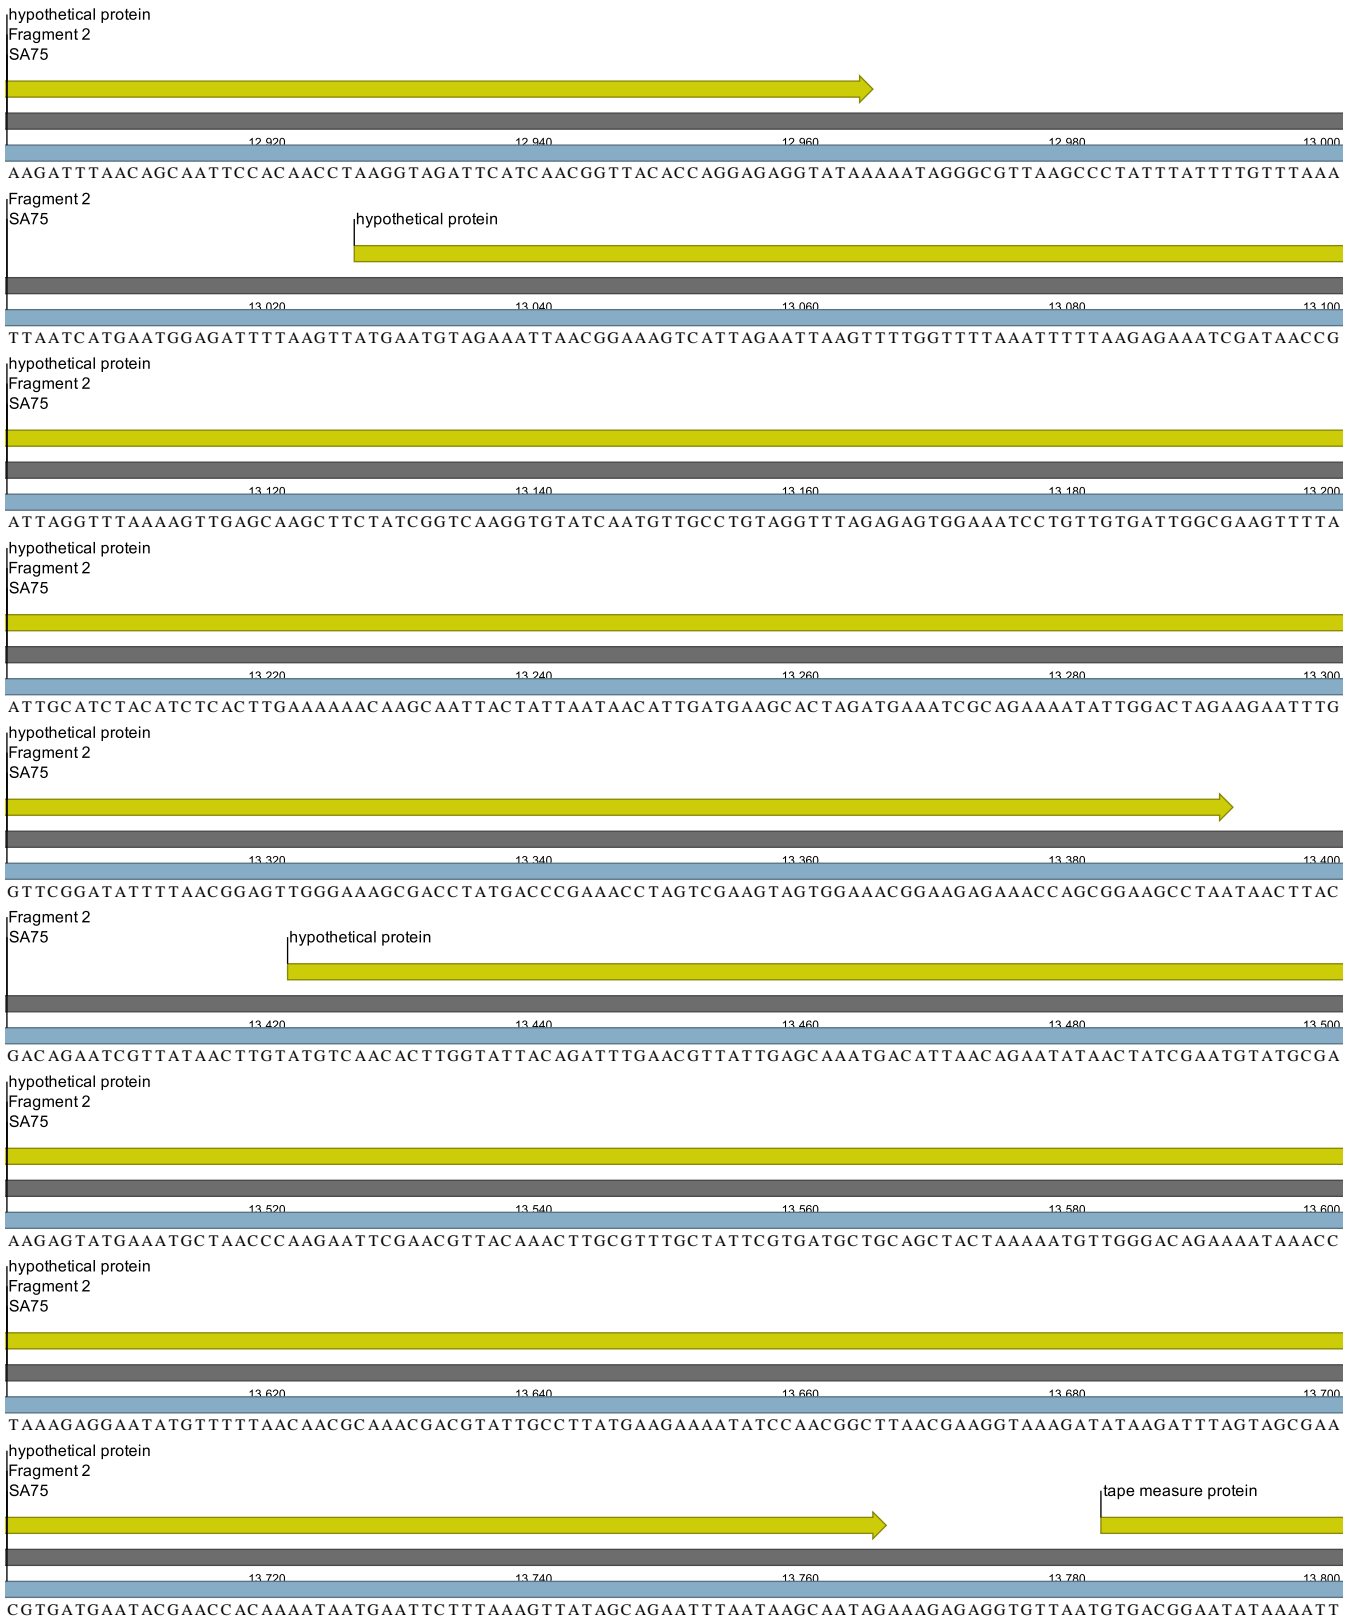 hypothetical protein
Fragment 2
SA75
12.920 12.940 12.960 12.980 13.000
AAGATTTAACAGCAATTCCACAACCTAAGGTAGATTCATCAACGGTTACACCAGGAGAGGTATAAAAATAGGGCGTTAAGCCCTATTTATTTTGTTTAAA
Fragment 2
SA75
hypothetical protein
13.020 13.040 13.060 13.080 13.100
TTAATCATGAATGGAGATTTTAAGTTATGAATGTAGAAATTAACGGAAAGTCATTAGAATTAAGTTTTGGTTTTAAATTTTTAAGAGAAATCGATAACCG
hypothetical protein
Fragment 2
SA75
13.120 13.140 13.160 13.180 13.200
ATTAGGTTTAAAAGTTGAGCAAGCTTCTATCGGTCAAGGTGTATCAATGTTGCCTGTAGGTTTAGAGAGTGGAAATCCTGTTGTGATTGGCGAAGTTTTA
hypothetical protein
Fragment 2
SA75
13.220 13.240 13.260 13.280 13.300
ATTGCATCTACATCTCACTTGAAAAAACAAGCAATTACTATTAATAACATTGATGAAGCACTAGATGAAATCGCAGAAAATATTGGACTAGAAGAATTTG
hypothetical protein
Fragment 2
SA75
13.320 13.340 13.360 13.380 13.400
GTTCGGATATTTTAACGGAGTTGGGAAAGCGACCTATGACCCGAAACCTAGTCGAAGTAGTGGAAACGGAAGAGAAACCAGCGGAAGCCTAATAACTTAC
Fragment 2
SA75
hypothetical protein
13.420 13.440 13.460 13.480 13.500
GACAGAATCGTTATAACTTGTATGTCAACACTTGGTATTACAGATTTGAACGTTATTGAGCAAATGACATTAACAGAATATAACTATCGAATGTATGCGA
hypothetical protein
Fragment 2
SA75
13.520 13.540 13.560 13.580 13.600
AAGAGTATGAAATGCTAACCCAAGAATTCGAACGTTACAAACTTGCGTTTGCTATTCGTGATGCTGCAGCTACTAAAAATGTTGGGACAGAAAATAAACC
hypothetical protein
Fragment 2
SA75
13.620 13.640 13.660 13.680 13.700
TAAAGAGGAATATGTTTTTAACAACGCAAACGACGTATTGCCTTATGAAGAAAATATCCAACGGCTTAACGAAGGTAAAGATATAAGATTTAGTAGCGAA
hypothetical protein
Fragment 2
SA75
tape measure protein
13.720 13.740 13.760 13.780 13.800
CGTGATGAATACGAACCACAAAATAATGAATTCTTTAAAGTTATAGCAGAATTTAATAAGCAATAGAAAGAGAGGTGTTAATGTGACGGAATATAAAATT